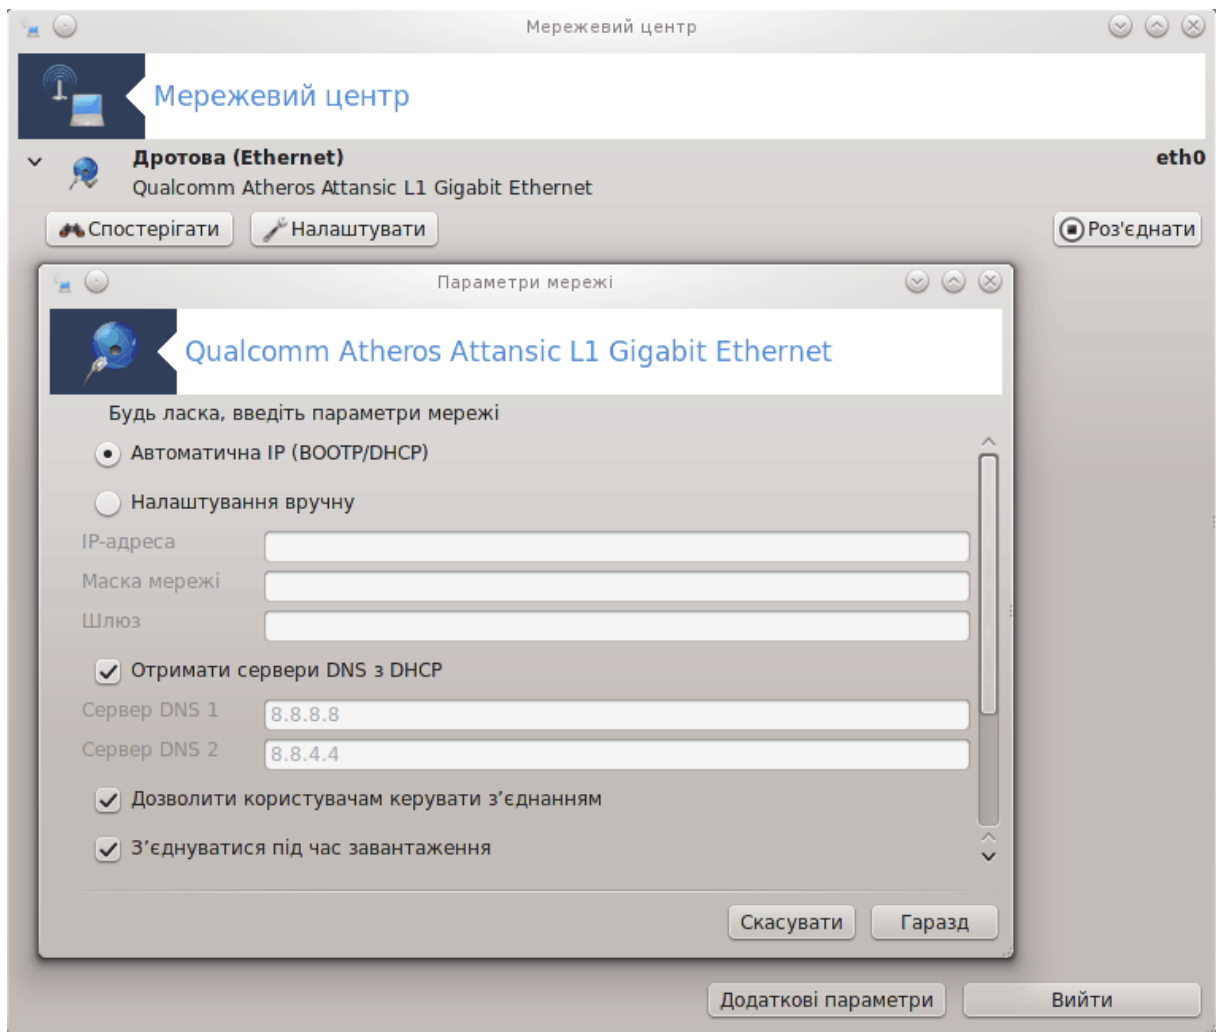 Мережевий центр
Мережевий центр
Дротова (Ethernet) eth0
Qualcomm Atheros Attansic L1 Gigabit Ethernet
Спостерігати Налаштувати Роз'єднати
Параметри мережі
Qualcomm Atheros Attansic L1 Gigabit Ethernet
Будь ласка, введіть параметри мережі
Автоматична IP (BOOTP/DHCP)
Налаштування вручну
IP-адреса
Маска мережі
Шлюз
Отримати сервери DNS з DHCP
Сервер DNS 1 8.8.8.8
Сервер DNS 2 8.8.4.4
Дозволити користувачам керувати з’єднанням
З’єднуватися під час завантаження
Скасувати Гаразд
Додаткові параметри Вийти